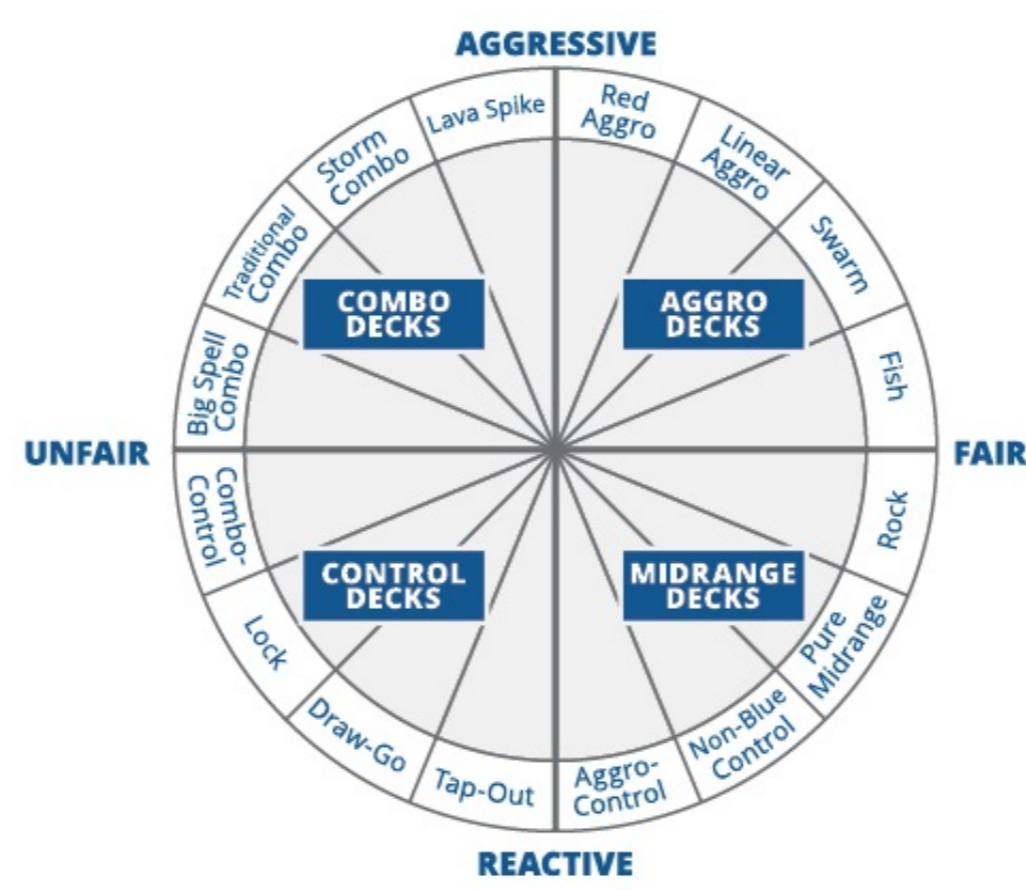 AGGRESSIVE
Lava Spike
Red
Aggro
Storm
Combo
Linear
Aggro
Traditional
Combo
Swarm
COMBO
DECKS
AGGRO
DECKS
Big Spell
Combo
Fish
UNFAIR
FAIR
Combo-
Control
Rock
CONTROL
DECKS
MIDRANGE
DECKS
Lock
Pure
Midrange
Draw-Go
Non-Blue
Control
Tap-Out
Aggro-
Control
REACTIVE